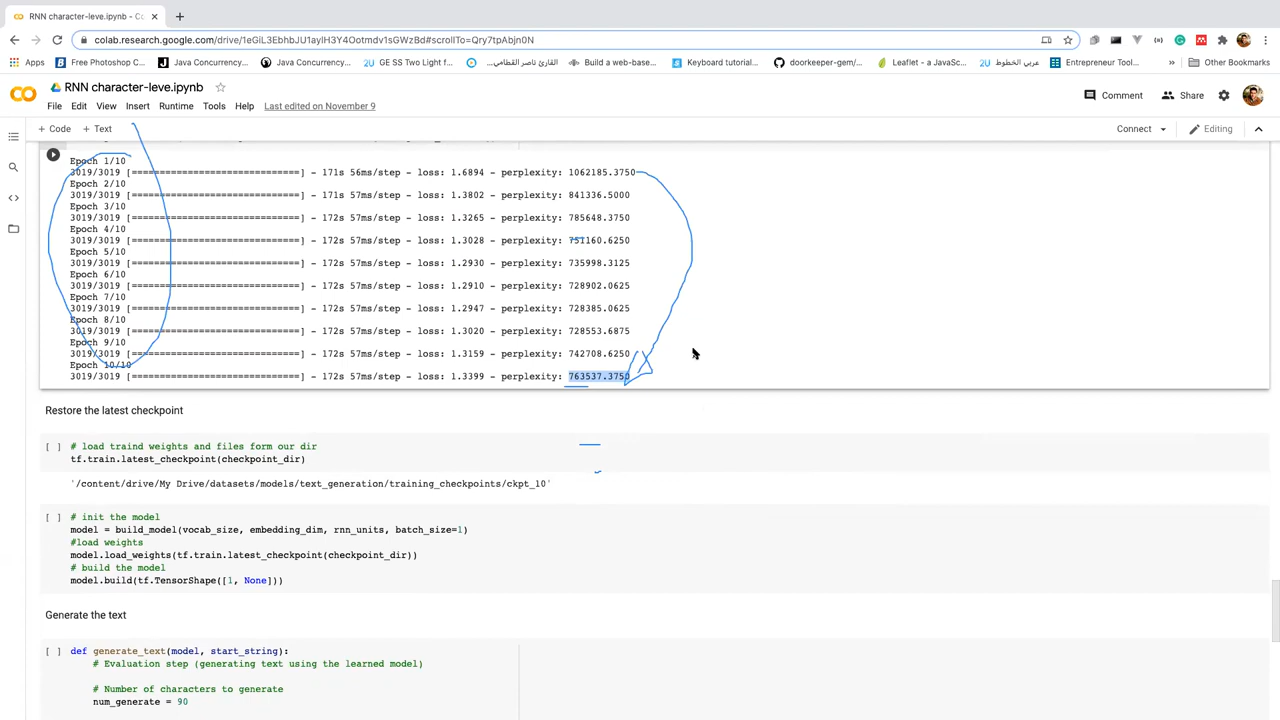 RNN character-leve.ipynb - Co
colab.research.google.com/drive/1eGiL3EbhbJU1aylH3Y4Ootmdv1sGWzBd#scrollTo=Qry7tpAbjn0N
Apps Free Photoshop C... Java Concurrency... Java Concurrency.... GE SS Two Light f... القارئ ناصر القطامي... Build a web-base... Keyboard tutorial... doorkeeper-gem/... Leaflet - a JavaSc... عربي الخطوط Entrepreneur Tool... » Other Bookmarks
RNN character-leve.ipynb
File Edit View Insert Runtime Tools Help Last edited on November 9
Comment Share
+ Code + Text Connect Editing
Epoch 1/10
3019/3019 [==============================] - 171s 56ms/step - loss: 1.6894 - perplexity: 1062185.3750
Epoch 2/10
3019/3019 [==============================] - 171s 57ms/step - loss: 1.3802 - perplexity: 841336.5000
Epoch 3/10
3019/3019 [==============================] - 172s 57ms/step - loss: 1.3265 - perplexity: 785648.3750
Epoch 4/10
3019/3019 [==============================] - 172s 57ms/step - loss: 1.3028 - perplexity: 751160.6250
Epoch 5/10
3019/3019 [==============================] - 172s 57ms/step - loss: 1.2930 - perplexity: 735998.3125
Epoch 6/10
3019/3019 [==============================] - 172s 57ms/step - loss: 1.2910 - perplexity: 728902.0625
Epoch 7/10
3019/3019 [==============================] - 172s 57ms/step - loss: 1.2947 - perplexity: 728385.0625
Epoch 8/10
3019/3019 [==============================] - 172s 57ms/step - loss: 1.3020 - perplexity: 728553.6875
Epoch 9/10
3019/3019 [==============================] - 172s 57ms/step - loss: 1.3159 - perplexity: 742708.6250
Epoch 10/10
3019/3019 [==============================] - 172s 57ms/step - loss: 1.3399 - perplexity: 763537.3750
Restore the latest checkpoint
[ ] # load traind weights and files form our dir
tf.train.latest_checkpoint(checkpoint_dir)
'/content/drive/My Drive/datasets/models/text_generation/training_checkpoints/ckpt_10'
[ ] # init the model
model = build_model(vocab_size, embedding_dim, rnn_units, batch_size=1)
#load weights
model.load_weights(tf.train.latest_checkpoint(checkpoint_dir))
# build the model
model.build(tf.TensorShape([1, None]))
Generate the text
[ ] def generate_text(model, start_string):
# Evaluation step (generating text using the learned model)
# Number of characters to generate
num_generate = 90